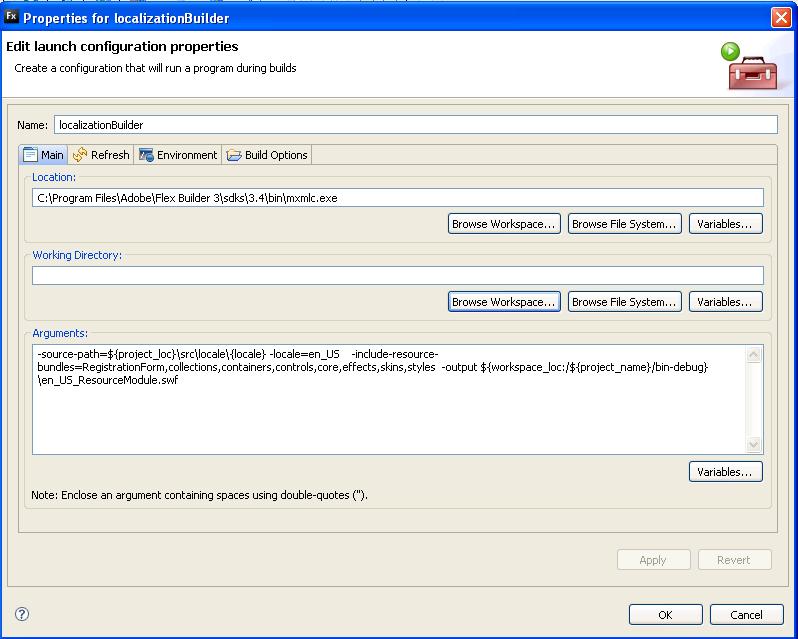 Fx Properties for localizationBuilder
Edit launch configuration properties
Create a configuration that will run a program during builds
Name: localizationBuilder
Main Refresh Environment Build Options
Location:
C:\Program Files\Adobe\Flex Builder 3\sdks\3.4\bin\mxmlc.exe
Browse Workspace... Browse File System... Variables...
Working Directory:
Browse Workspace... Browse File System... Variables...
Arguments:
-source-path=${project_loc}\src\locale\{locale} -locale=en_US -include-resource-
bundles=RegistrationForm,collections,containers,controls,core,effects,skins,styles -output ${workspace_loc:/${project_name}/bin-debug}
\en_US_ResourceModule.swf
Variables...
Note: Enclose an argument containing spaces using double-quotes (").
Apply Revert
? OK Cancel